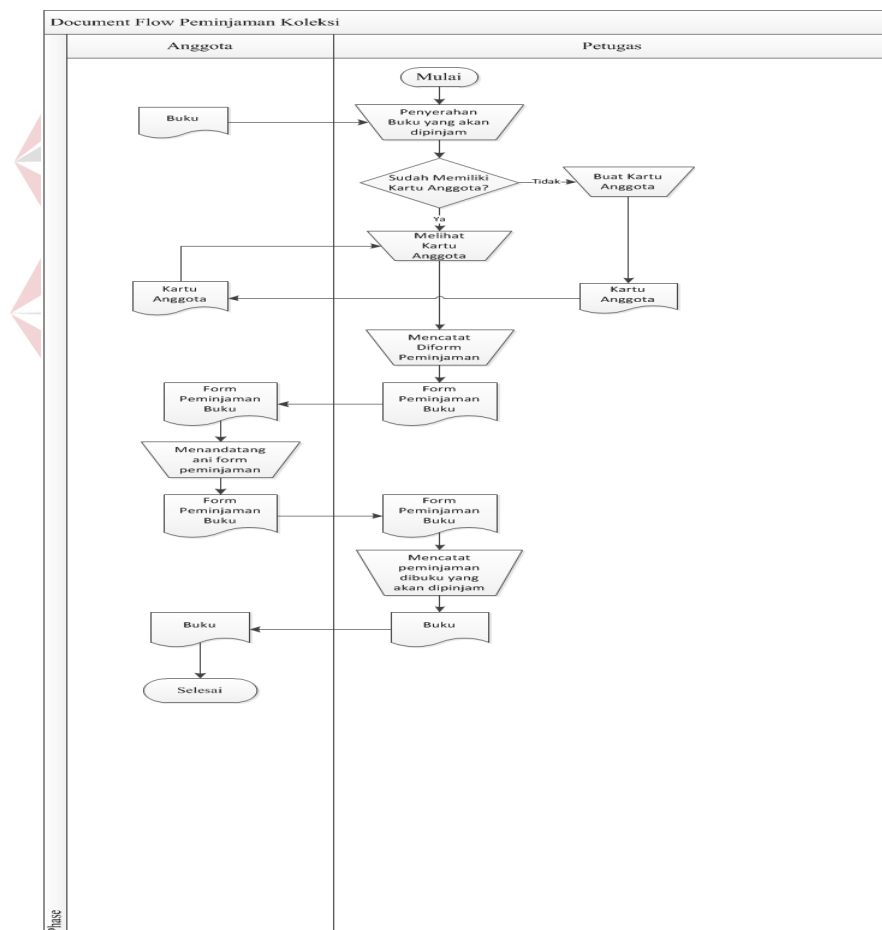 Document Flow Peminjaman Koleksi
Anggota
Petugas
Mulai
Buku
Penyerahan
Buku yang akan
dipinjam
Sudah Memiliki
Kartu Anggota?
Tidak
Buat Kartu
Anggota
Ya
Melihat
Kartu
Anggota
Kartu
Anggota
Kartu
Anggota
Mencatat
Diform
Peminjaman
Form
Peminjaman
Buku
Form
Peminjaman
Buku
Menandatang
ani form
peminjaman
Form
Peminjaman
Buku
Form
Peminjaman
Buku
Mencatat
peminjaman
dibuku yang
akan dipinjam
Buku
Buku
Selesai
Phase